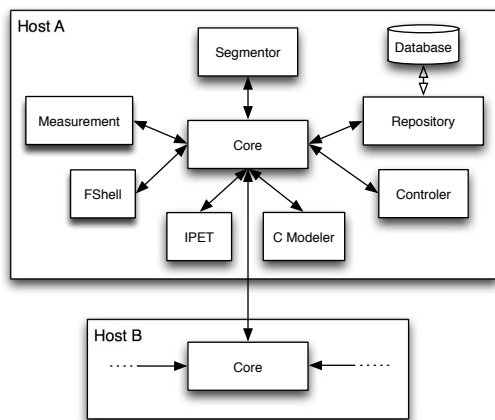 Host A
Segmentor
Database
Measurement
Core
Repository
FShell
Controler
IPET
C Modeler
Host B
Core